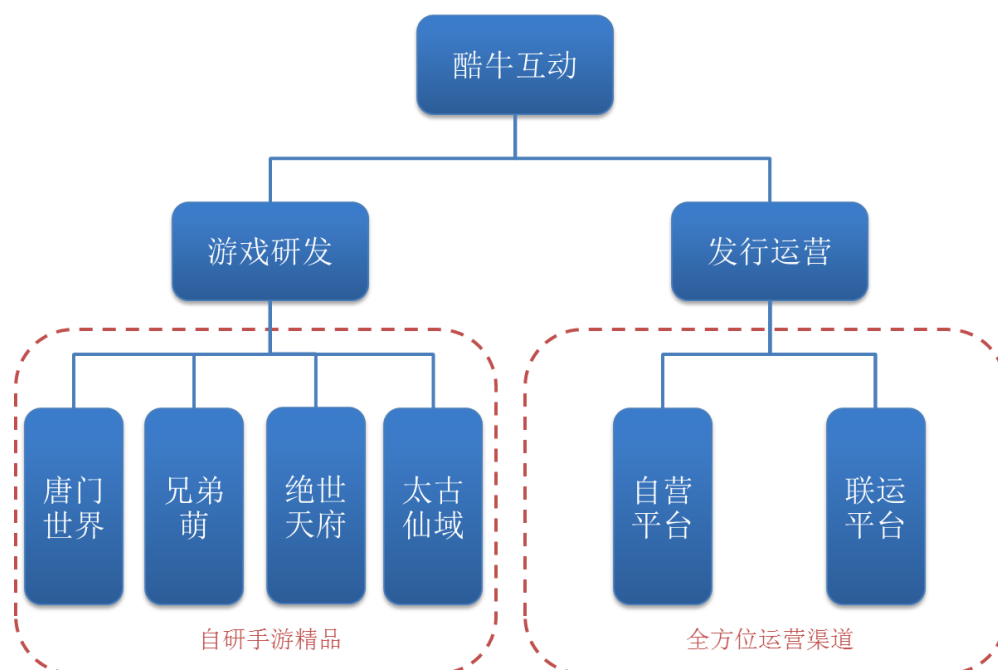 酷牛互动
游戏研发
发行运营
唐门
世界
兄弟
萌
绝世
天府
太古
仙域
自营
平台
联运
平台
自研手游精品
全方位运营渠道